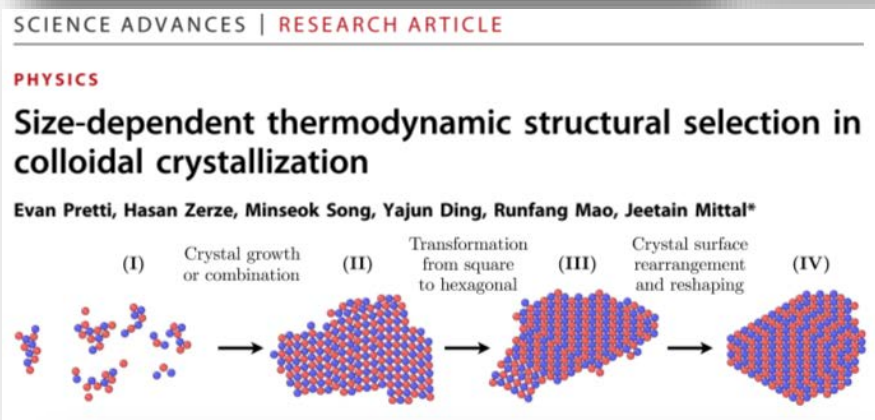 SCIENCE ADVANCES | RESEARCH ARTICLE
PHYSICS
Size-dependent thermodynamic structural selection in
colloidal crystallization
Evan Pretti, Hasan Zerze, Minseok Song, Yajun Ding, Runfang Mao, Jeetain Mittal*
(I)
Crystal growth
or combination
(II)
Transformation
from square
to hexagonal
(III)
Crystal surface
rearrangement
and reshaping
(IV)